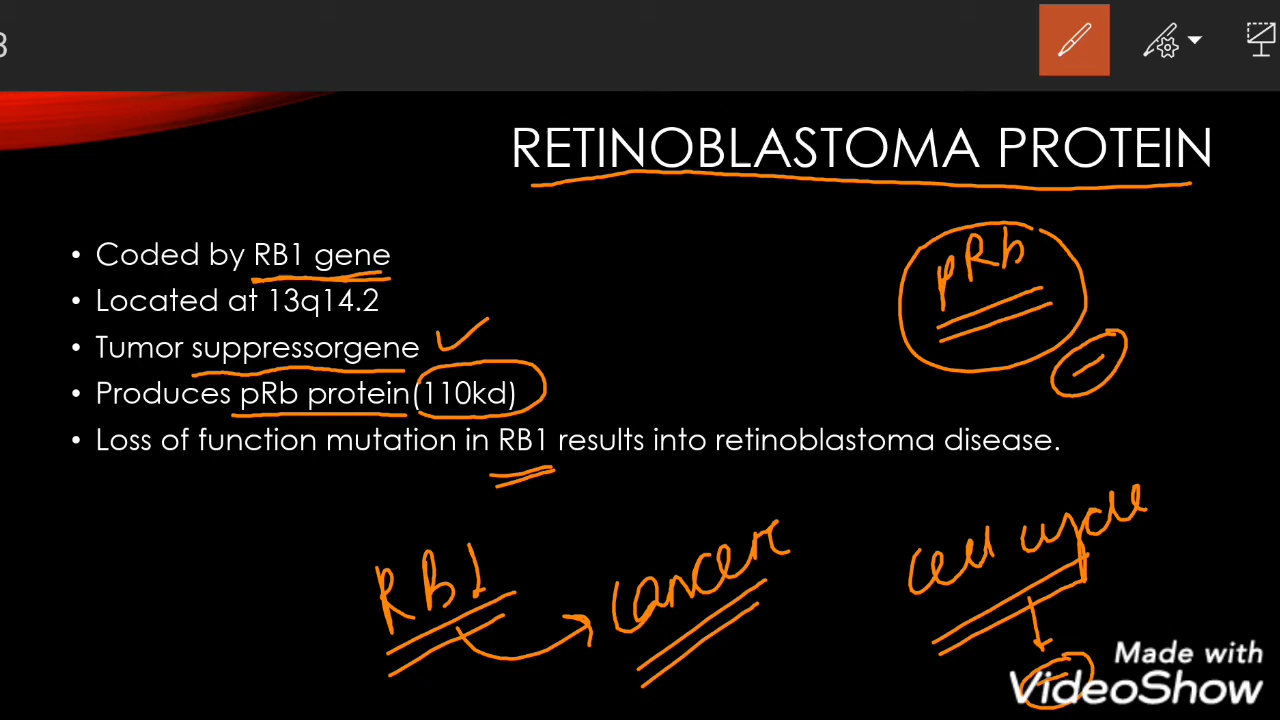 3
RETINOBLASTOMA PROTEIN
• Coded by RB1 gene
• Located at 13q14.2
• Tumor suppressorgene
• Produces pRb protein(110kd)
• Loss of function mutation in RB1 results into retinoblastoma disease.
pRb
RB1
cancer
cell cycle
Made with
VideoShow